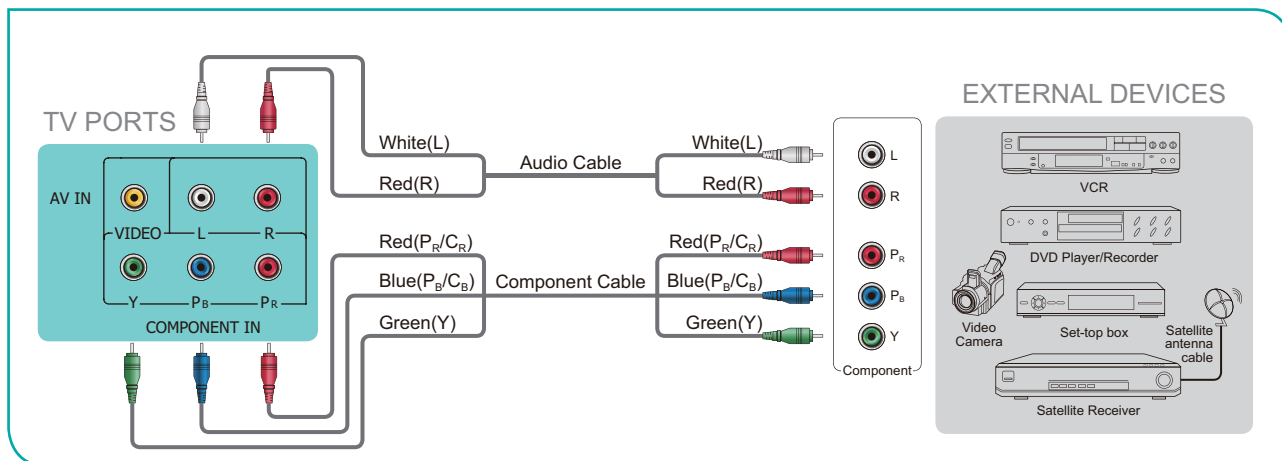 TV PORTS
AV IN
VIDEO
L
R
Y
PB
PR
COMPONENT IN
White(L)
Red(R)
Audio Cable
White(L)
Red(R)
Red(PR/CR)
Blue(PB/CB)
Green(Y)
Component Cable
Red(PR/CR)
Blue(PB/CB)
Green(Y)
L
R
PR
PB
Y
Component
EXTERNAL DEVICES
VCR
DVD Player/Recorder
Video
Camera
Set-top box
Satellite
antenna
cable
Satellite Receiver